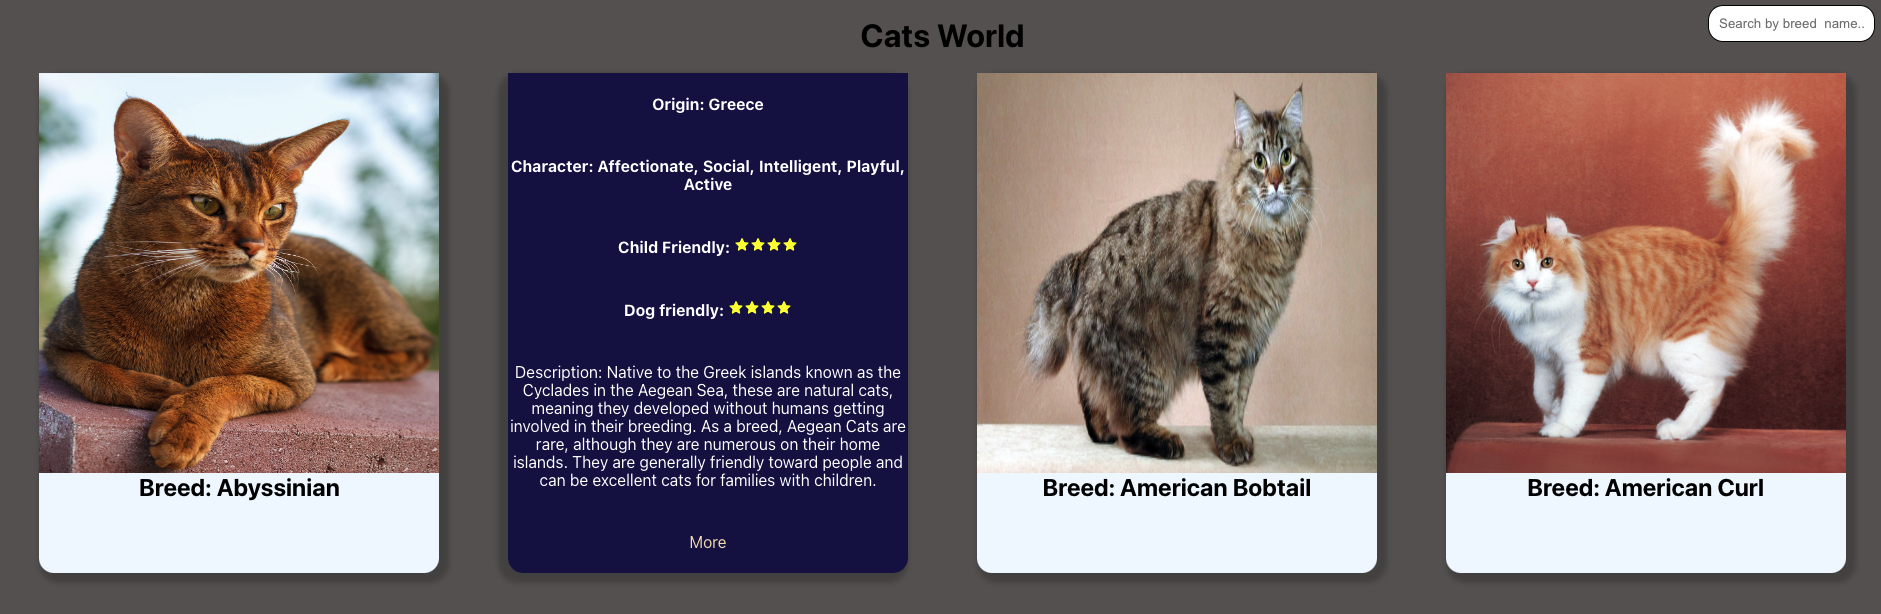 Cats World
Search by breed  name..
Breed: Abyssinian
Origin: Greece
Character: Affectionate, Social, Intelligent, Playful,
Active
Child Friendly:
Dog friendly:
Description: Native to the Greek islands known as the
Cyclades in the Aegean Sea, these are natural cats,
meaning they developed without humans getting
involved in their breeding. As a breed, Aegean Cats are
rare, although they are numerous on their home
islands. They are generally friendly toward people and
can be excellent cats for families with children.
More
Breed: American Bobtail
Breed: American Curl